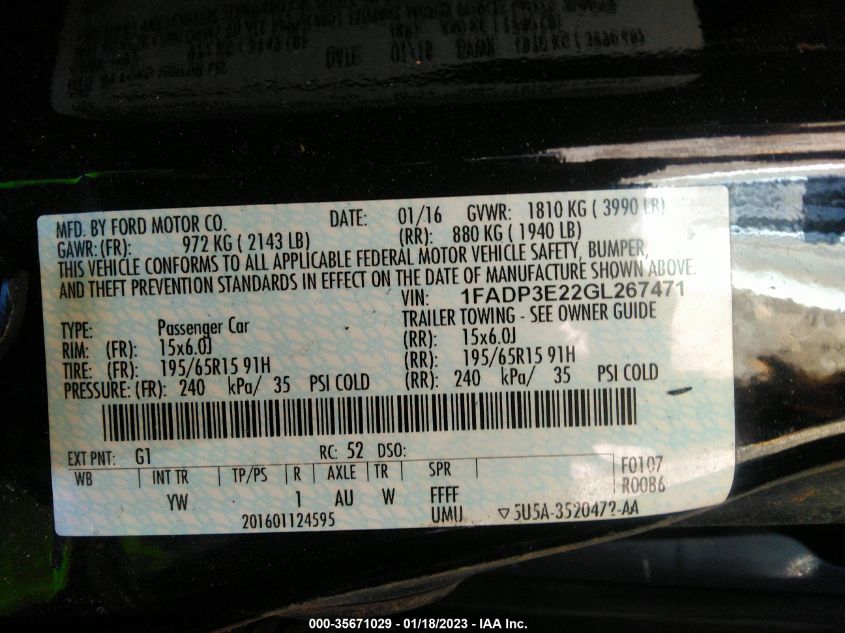 MFD. BY FORD MOTOR CO. DATE: 01/16 GVWR: 1810 KG ( 3990 LB)
GAWR: (FR): 972 KG ( 2143 LB) (RR): 880 KG ( 1940 LB)
THIS VEHICLE CONFORMS TO ALL APPLICABLE FEDERAL MOTOR VEHICLE SAFETY, BUMPER,
AND THEFT PREVENTION STANDARDS IN EFFECT ON THE DATE OF MANUFACTURE SHOWN ABOVE.
VIN: 1FADP3E22GL267471
TYPE: Passenger Car TRAILER TOWING - SEE OWNER GUIDE
RIM: (FR): 15x6.0J (RR): 15x6.0J
TIRE: (FR): 195/65R15 91H (RR): 195/65R15 91H
PRESSURE: (FR): 240 kPa/ 35 PSI COLD (RR): 240 kPa/ 35 PSI COLD
EXT PNT: G1 RC: 52 DSO:
WB INT TR TP/PS R AXLE TR SPR F0107
YW 1 AU W FFFF R0086
201601124595 UMU ▽5U5A-352047?-AA
000-35671029 - 01/18/2023 - IAA Inc.